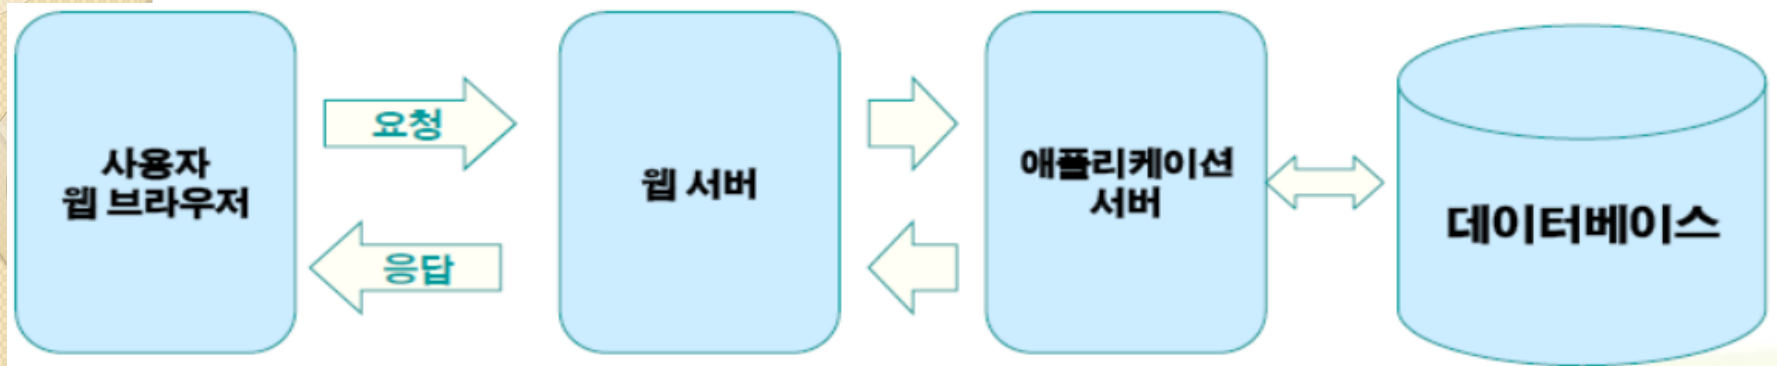 사용자
웹 브라우저
요청
응답
웹 서버
애플리케이션
서버
데이터베이스